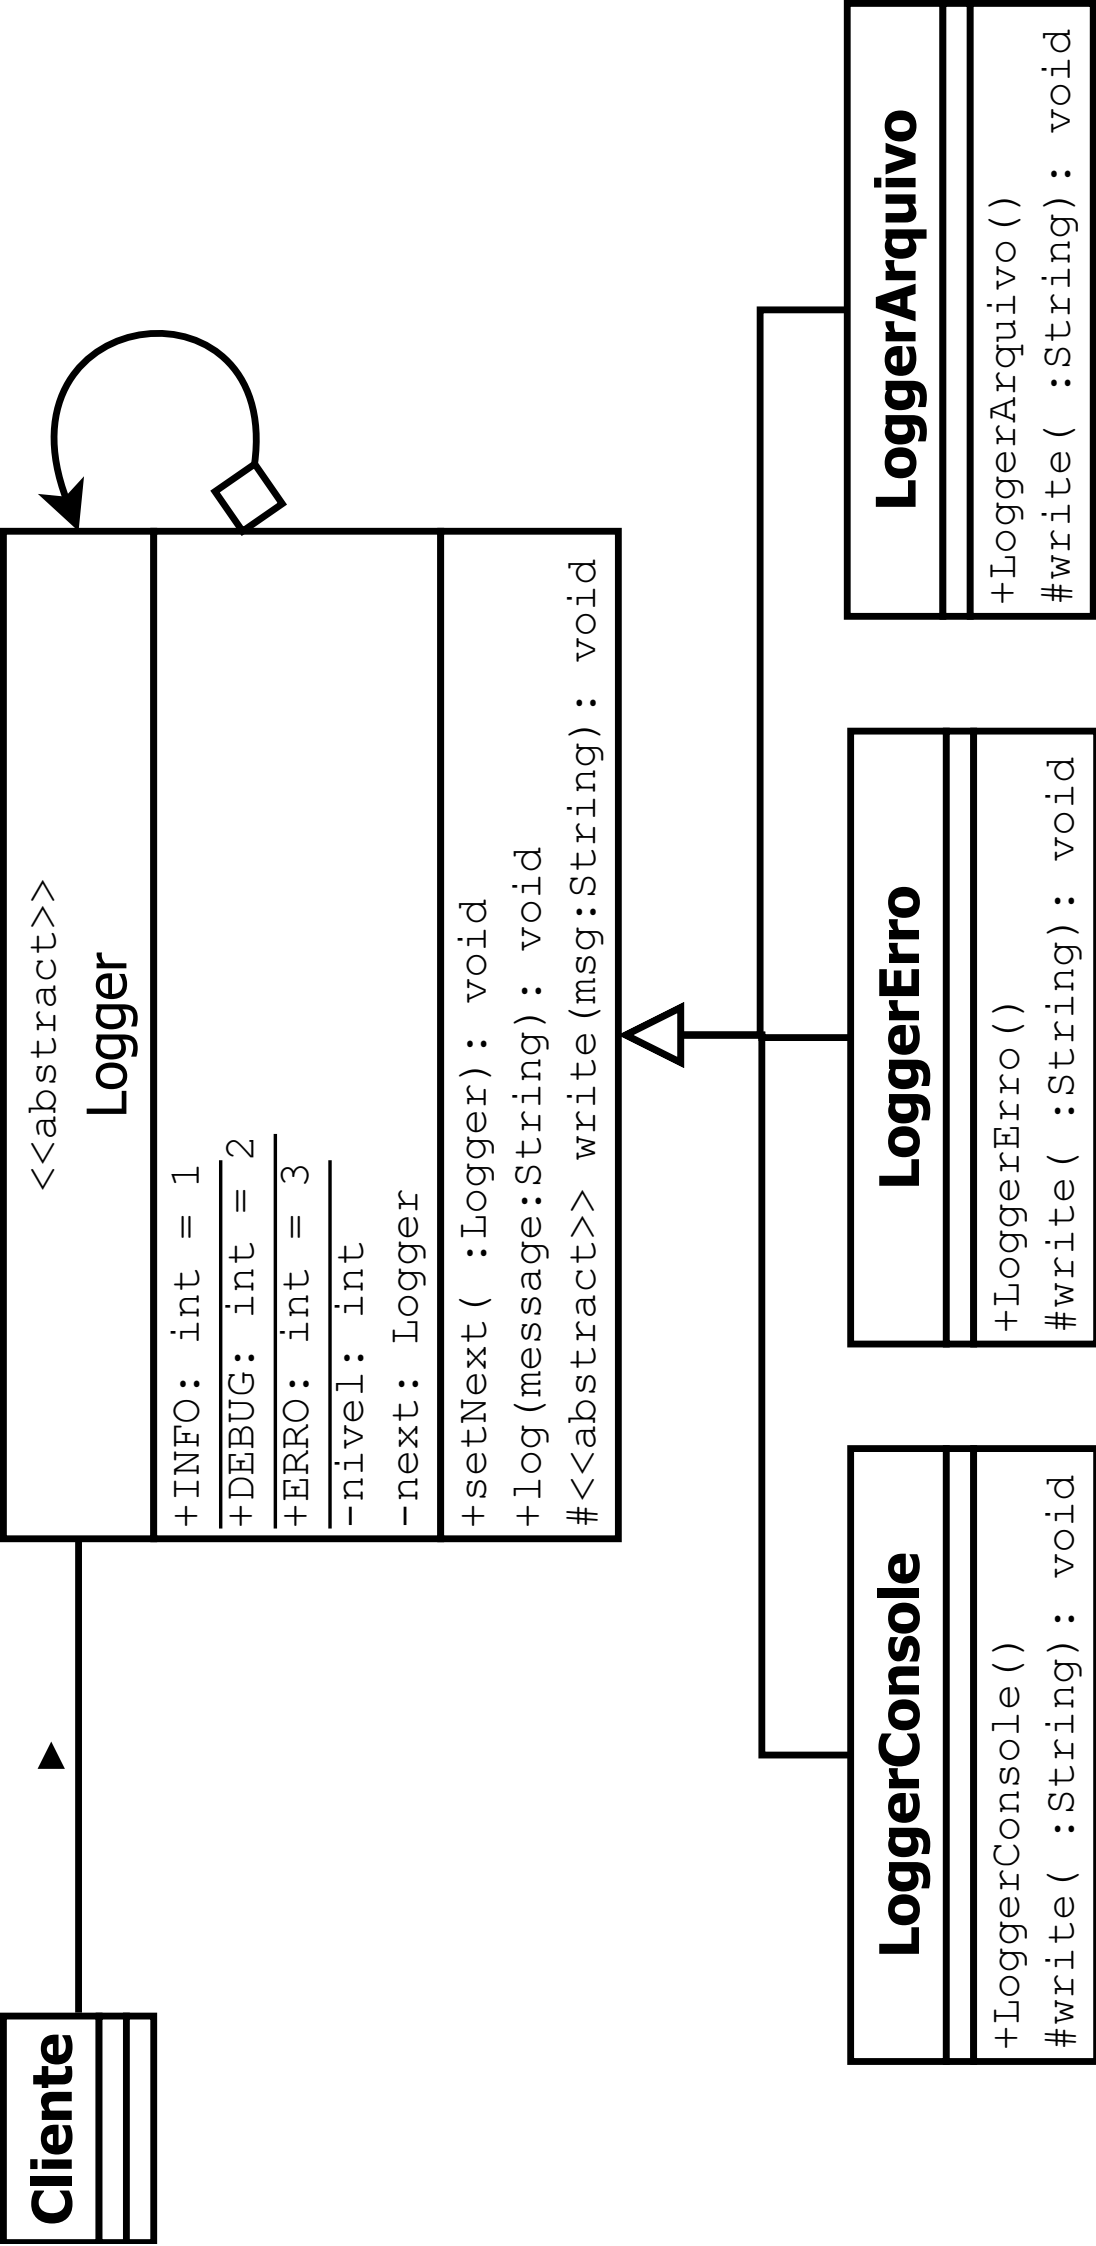 Cliente
<<abstract>>
Logger
+INFO: int = 1
+DEBUG: int = 2
+ERRO: int = 3
-nivel: int
-next: Logger
+setNext( :Logger): void
+log(message:String): void
#<<abstract>> write(msg:String): void
LoggerConsole
+LoggerConsole()
#write( :String): void
LoggerErro
+LoggerErro()
#write( :String): void
LoggerArquivo
+LoggerArquivo()
#write( :String): void